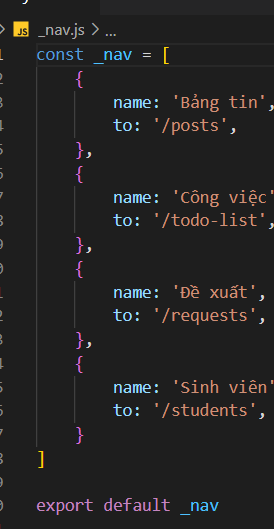 JS _nav.js > ...
const _nav = [
{
name: 'Bảng tin',
to: '/posts',
},
{
name: 'Công việc'
to: '/todo-list',
},
{
name: 'Đề xuất',
to: '/requests',
},
{
name: 'Sinh viên'
to: '/students',
}
]
export default _nav